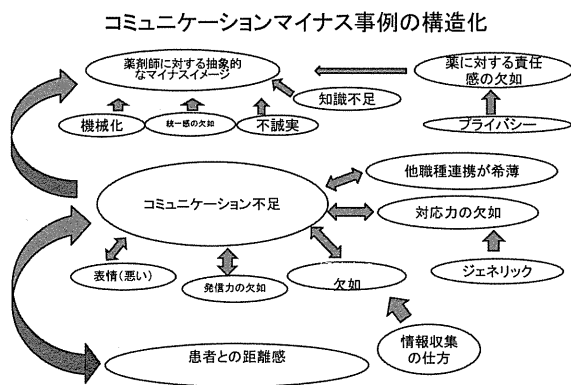 コミュニケーションマイナス事例の構造化
薬剤師に対する抽象的
なマイナスイメージ
薬に対する責任
感の欠如
知識不足
機械化
統一感の欠如
不誠実
プライバシー
他職種連携が希薄
コミュニケーション不足
対応力の欠如
表情(悪い)
発信力の欠如
欠如
ジェネリック
情報収集
の仕方
患者との距離感